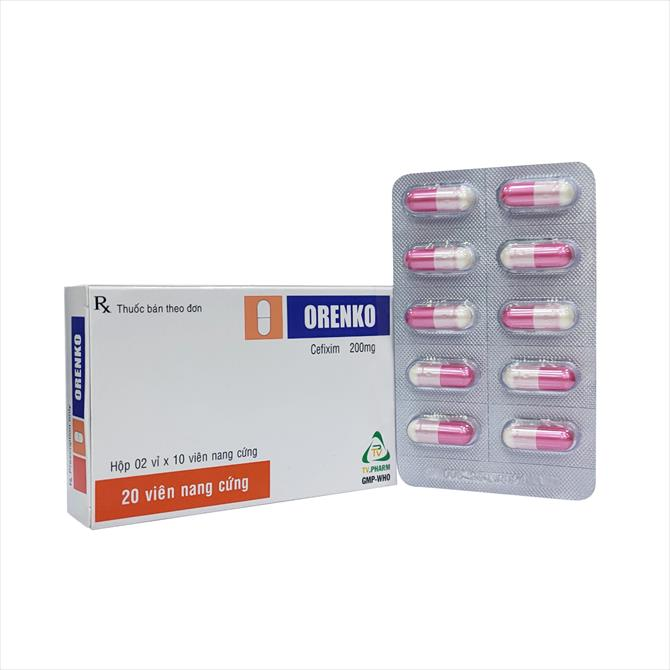 Rx Thuốc bán theo đơn
ORENKO
Cefixim 200mg
Hộp 02 vỉ x 10 viên nang cứng
20 viên nang cứng
TV
TV.PHARM
GMP-WHO
ORENKO